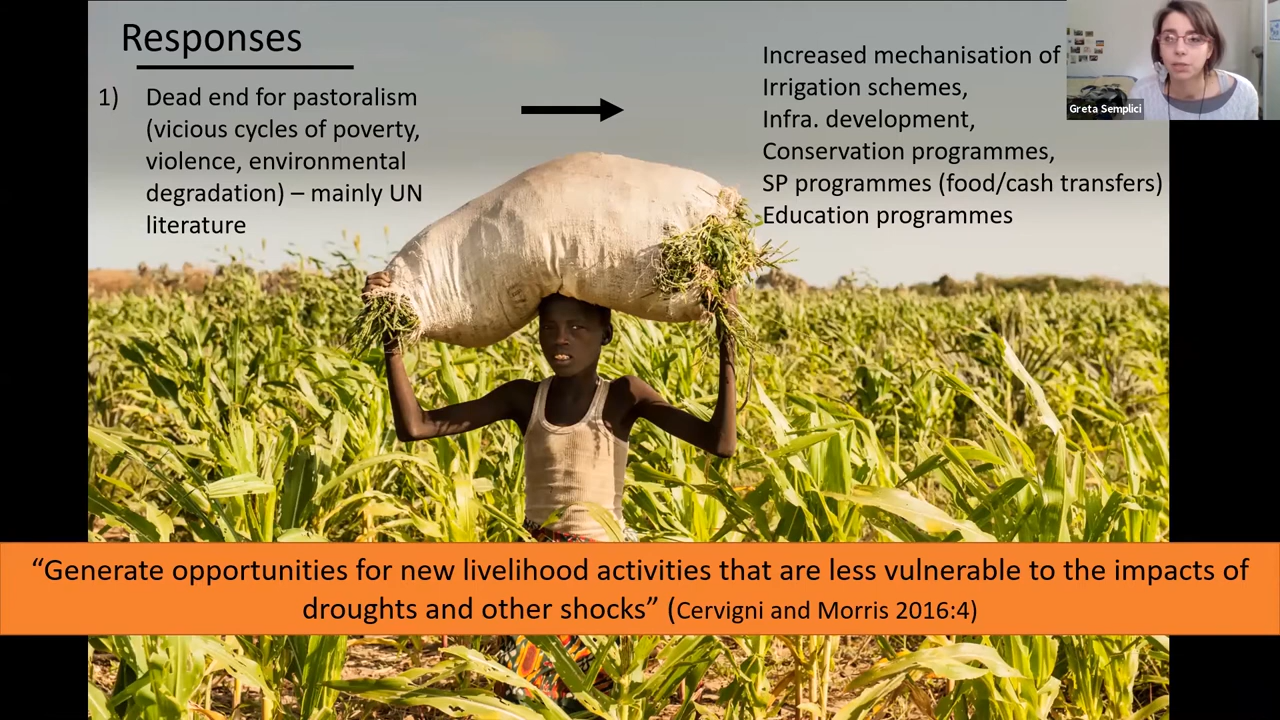 Responses
1) Dead end for pastoralism
(vicious cycles of poverty,
violence, environmental
degradation) – mainly UN
literature
Increased mechanisation of
Irrigation schemes,
Infra. development,
Conservation programmes,
SP programmes (food/cash transfers)
Education programmes
Greta Semplici
“Generate opportunities for new livelihood activities that are less vulnerable to the impacts of
droughts and other shocks” (Cervigni and Morris 2016:4)